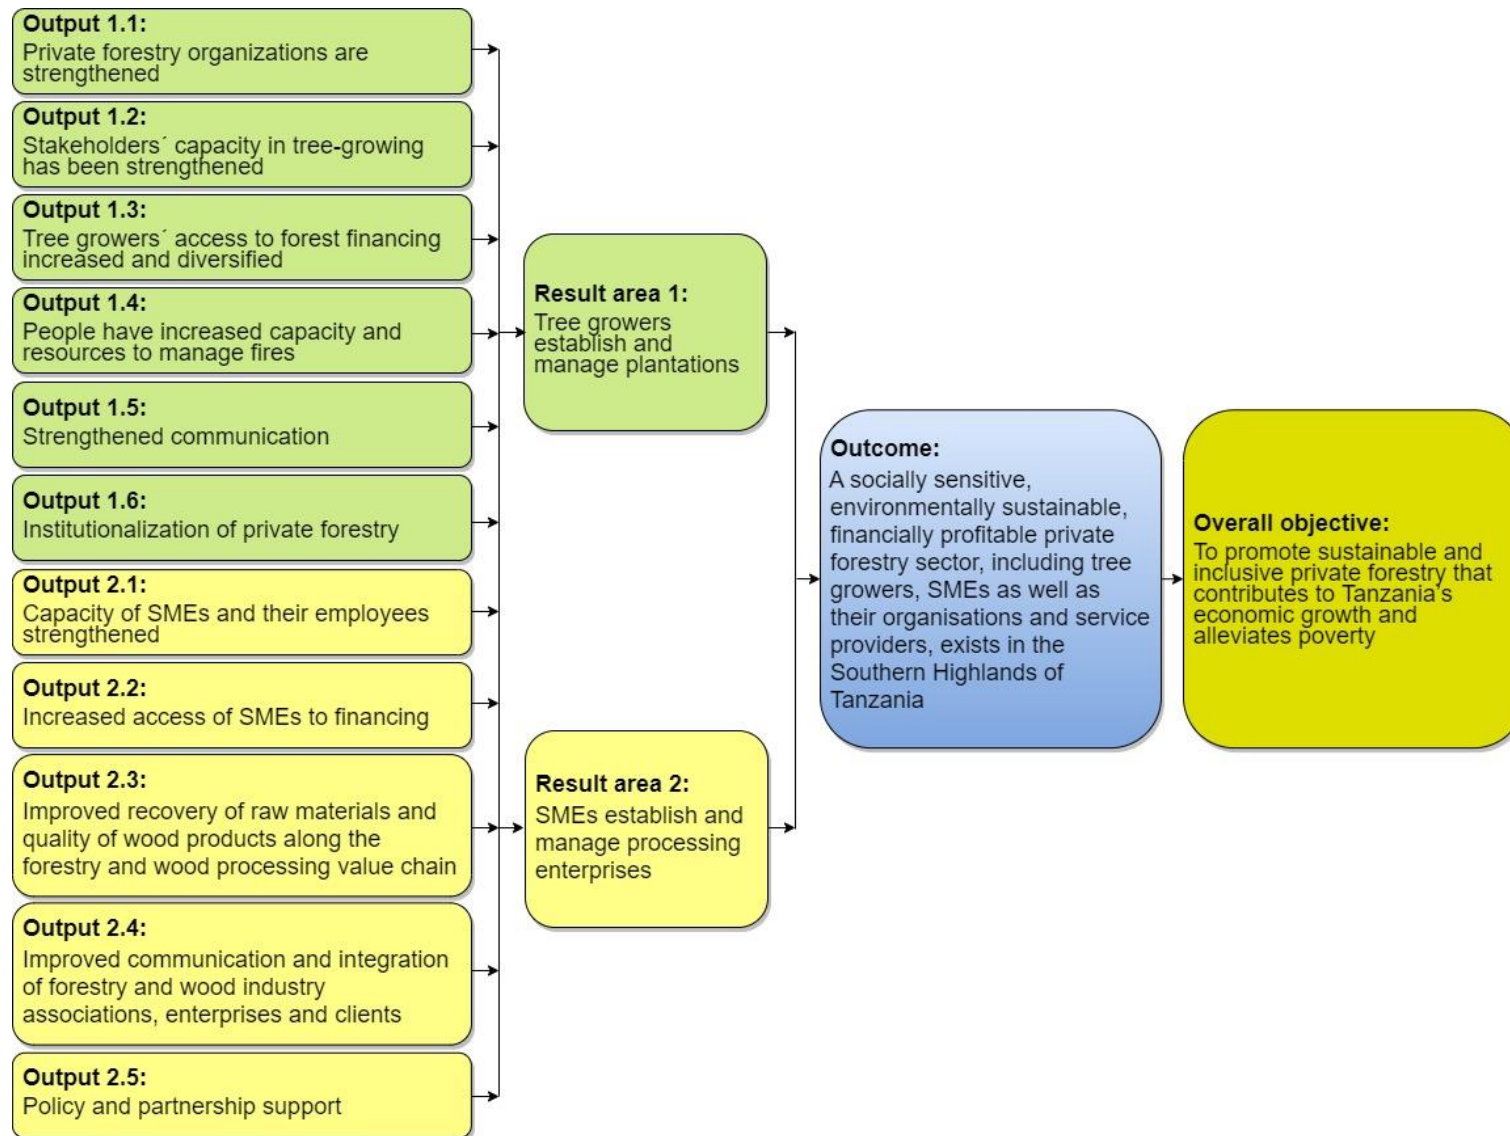 Output 1.1:
Private forestry organizations are
strengthened
Output 1.2:
Stakeholders´ capacity in tree-growing
has been strengthened
Output 1.3:
Tree growers´ access to forest financing
increased and diversified
Output 1.4:
People have increased capacity and
resources to manage fires
Output 1.5:
Strengthened communication
Output 1.6:
Institutionalization of private forestry
Output 2.1:
Capacity of SMEs and their employees
strengthened
Output 2.2:
Increased access of SMEs to financing
Output 2.3:
Improved recovery of raw materials and
quality of wood products along the
forestry and wood processing value chain
Output 2.4:
Improved communication and integration
of forestry and wood industry
associations, enterprises and clients
Output 2.5:
Policy and partnership support
Result area 1:
Tree growers
establish and
manage plantations
Result area 2:
SMEs establish and
manage processing
enterprises
Outcome:
A socially sensitive,
environmentally sustainable,
financially profitable private
forestry sector, including tree
growers, SMEs as well as
their organisations and service
providers, exists in the
Southern Highlands of
Tanzania
Overall objective:
To promote sustainable and
inclusive private forestry that
contributes to Tanzania's
economic growth and
alleviates poverty